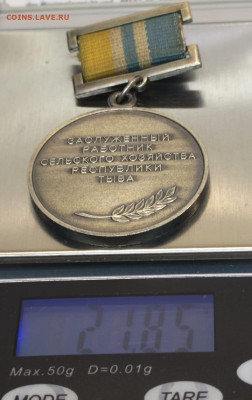 COINS.LAVE.RU
ЗАСЛУЖЕННЫЙ
РАБОТНИК
СЕЛЬСКОГО ХОЗЯЙСТВА
РЕСПУБЛИКИ
ТЫВА
21.85
Max.50g D=0.01g
MODE TARE